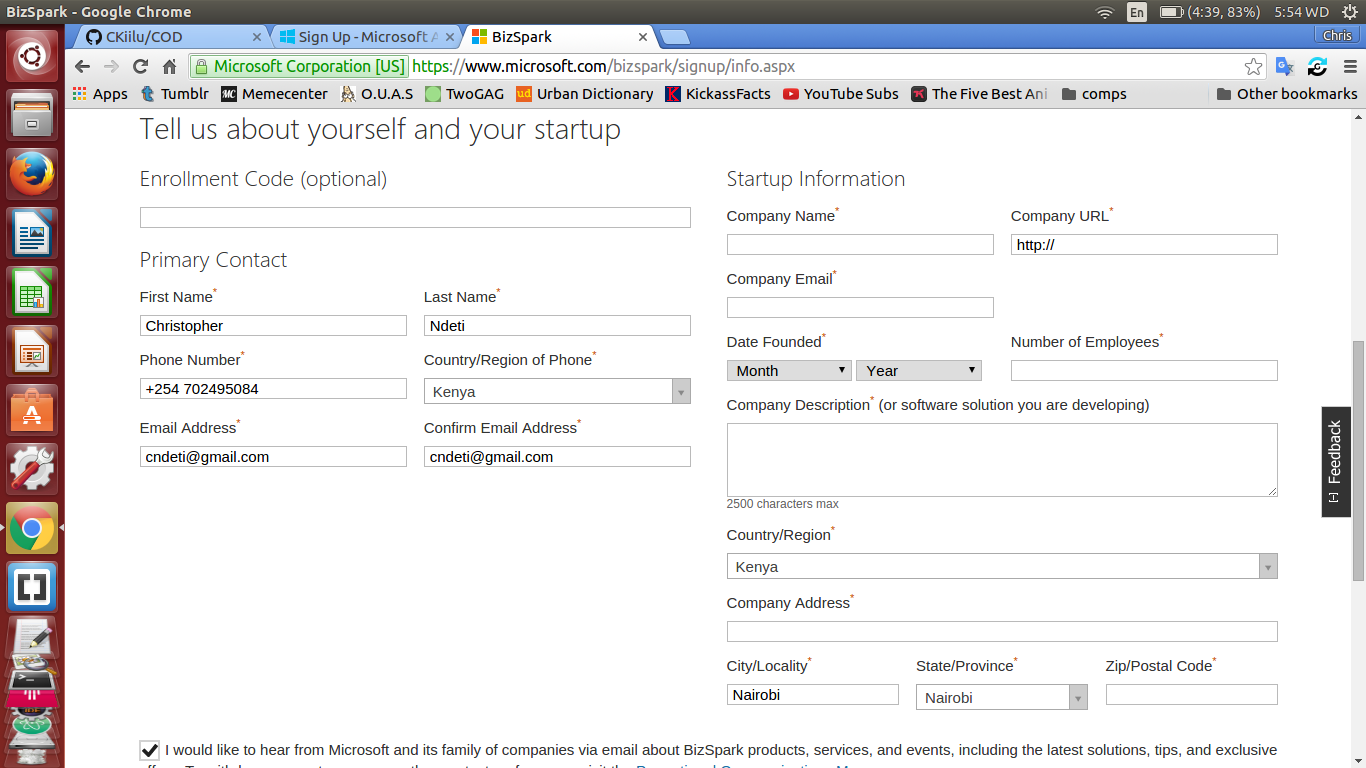 BizSpark - Google Chrome
En
(4:39, 83%)
5:54 WD
CKiilu/COD
Sign Up - Microsoft A
BizSpark
Chris
Microsoft Corporation [US] https://www.microsoft.com/bizspark/signup/info.aspx
Apps
Tumblr
Memecenter
O.U.A.S
TwoGAG
Urban Dictionary
KickassFacts
YouTube Subs
The Five Best Ani
comps
Other bookmarks
Tell us about yourself and your startup
Enrollment Code (optional)
Primary Contact
First Name*
Last Name*
Christopher
Ndeti
Phone Number*
Country/Region of Phone*
+254 702495084
Kenya
Email Address*
Confirm Email Address*
cndeti@gmail.com
cndeti@gmail.com
Startup Information
Company Name*
Company URL*
http://
Company Email*
Date Founded*
Number of Employees*
Month
Year
Company Description* (or software solution you are developing)
2500 characters max
Country/Region*
Kenya
Company Address*
City/Locality*
State/Province*
Zip/Postal Code*
Nairobi
Nairobi
[-] Feedback
I would like to hear from Microsoft and its family of companies via email about BizSpark products, services, and events, including the latest solutions, tips, and exclusive